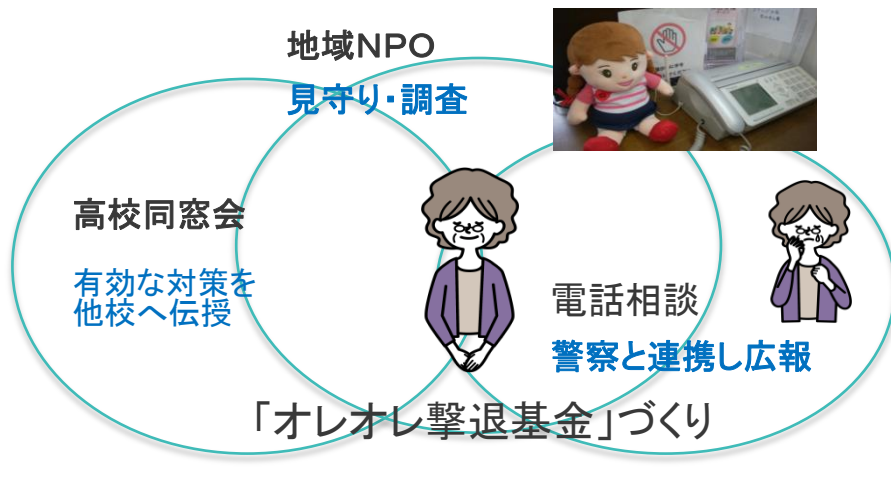 地域NPO
見守り・調査
高校同窓会
有効な対策を
他校へ伝授
電話相談
警察と連携し広報
「オレオレ撃退基金」づくり